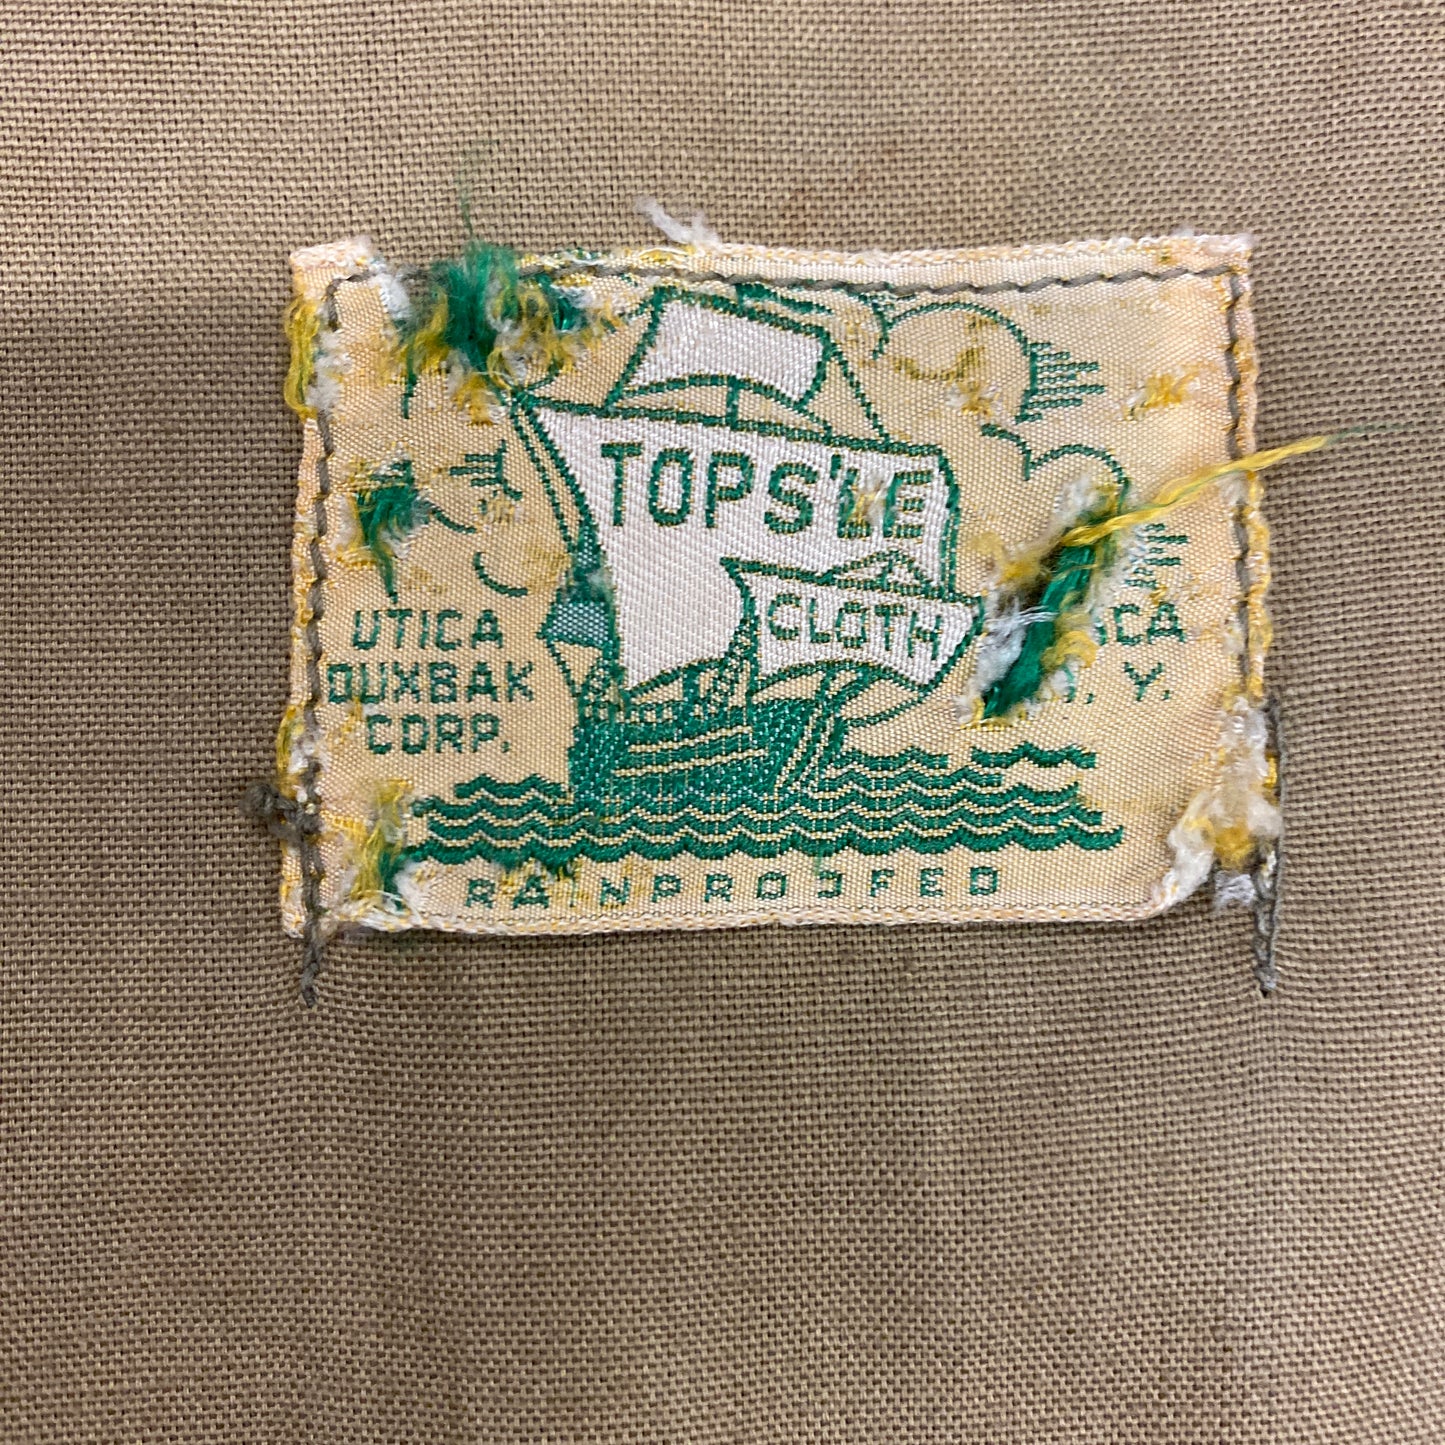 TOPS'LE
CLOTH
UTICA
DUXBAK
CORP.
Y.
RAINPROOFED